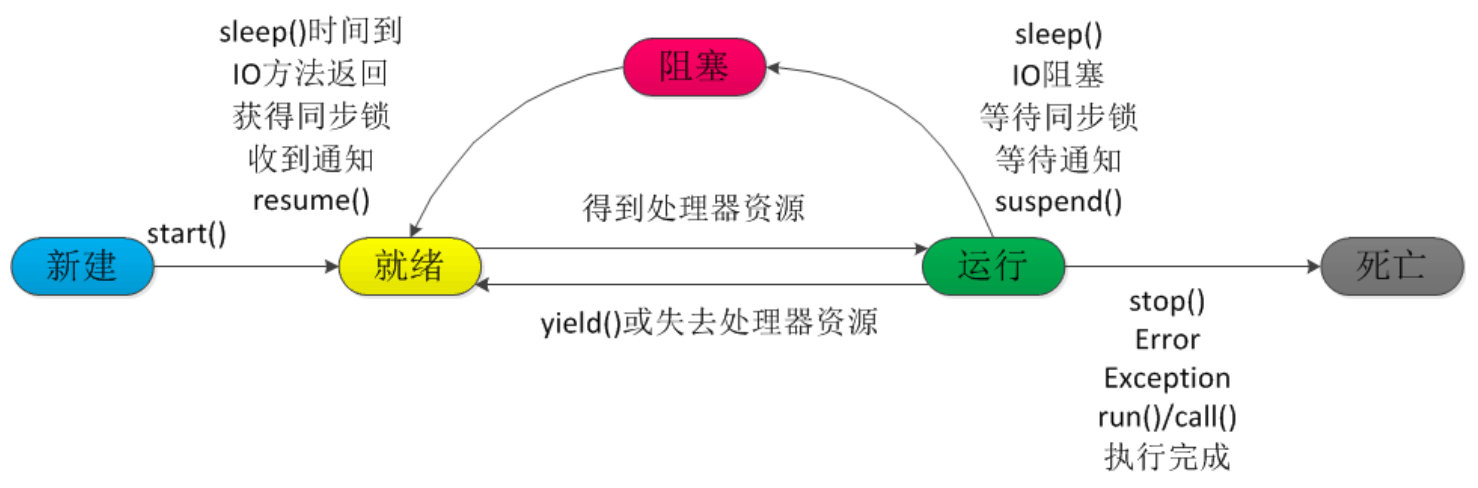 sleep()时间到
IO方法返回
获得同步锁
收到通知
resume()
阻塞
sleep()
IO阻塞
等待同步锁
等待通知
suspend()
start()
得到处理器资源
新建
就绪
运行
死亡
yield()或失去处理器资源
stop()
Error
Exception
run()/call()
执行完成